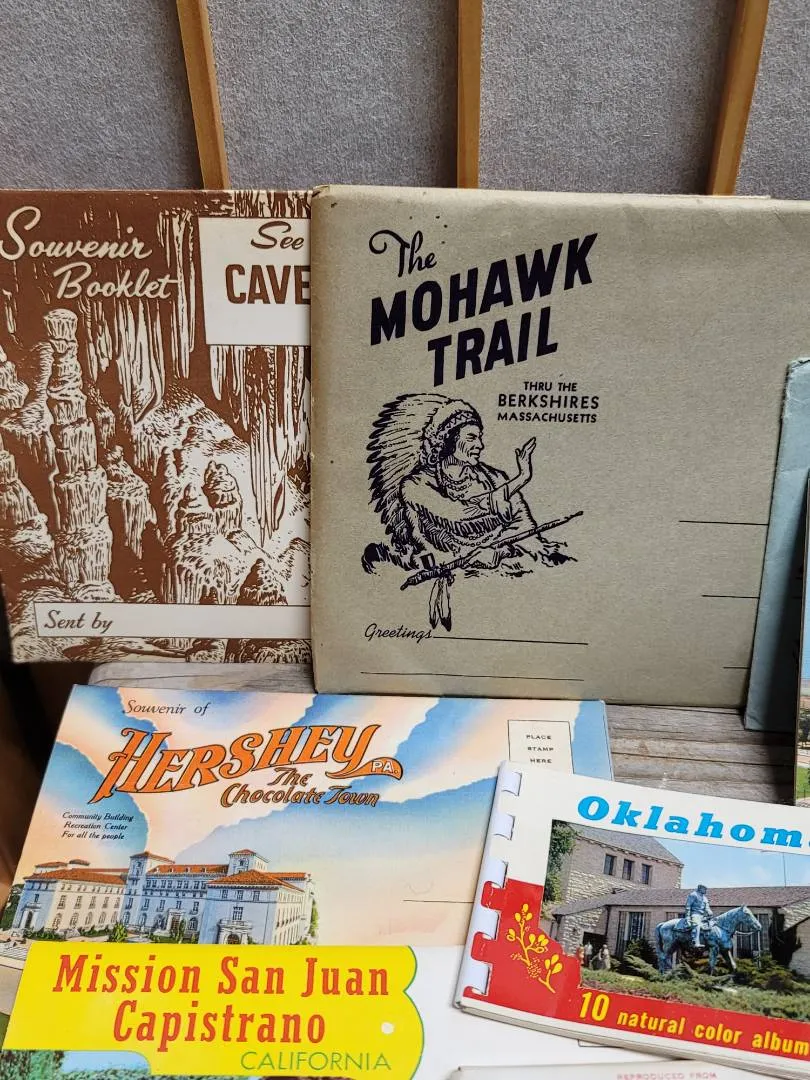 Souvenir
Booklet
See
CAVE
Sent by
The
MOHAWK
TRAIL
THRU THE
BERKSHIRES
MASSACHUSETTS
Greetings
Souvenir of
HERSHEY
PA.
The
Chocolate Town
Community Building
Recreation Center
For all the people
PLACE
STAMP
HERE
Oklahom
10 natural color album
Mission San Juan
Capistrano
CALIFORNIA
REPRODUCED FROM